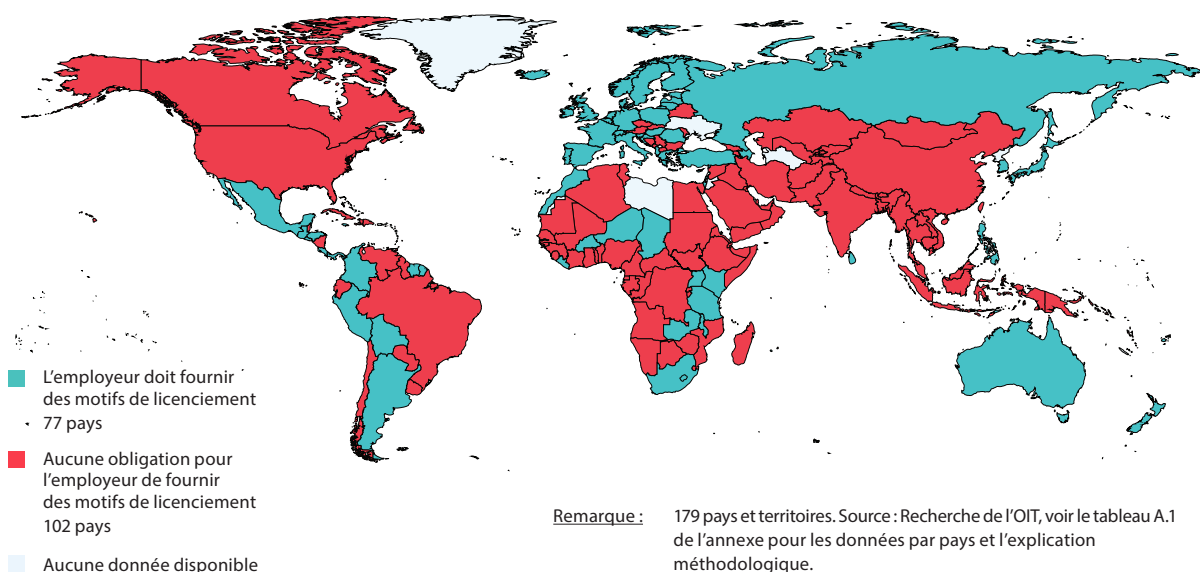 L'employeur doit fournir
des motifs de licenciement
77 pays
Aucune obligation pour
l'employeur de fournir
des motifs de licenciement
102 pays
Aucune donnée disponible
Remarque : 179 pays et territoires. Source : Recherche de l'OIT, voir le tableau A.1
de l'annexe pour les données par pays et l'explication
méthodologique.